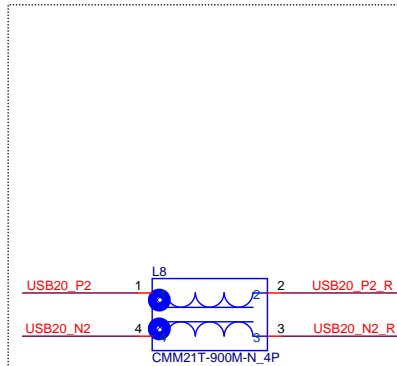 L8
USB20_P2 1 2 USB20_P2_R
2
USB20_N2 4 3 USB20_N2_R
3
CMM21T-900M-N_4P